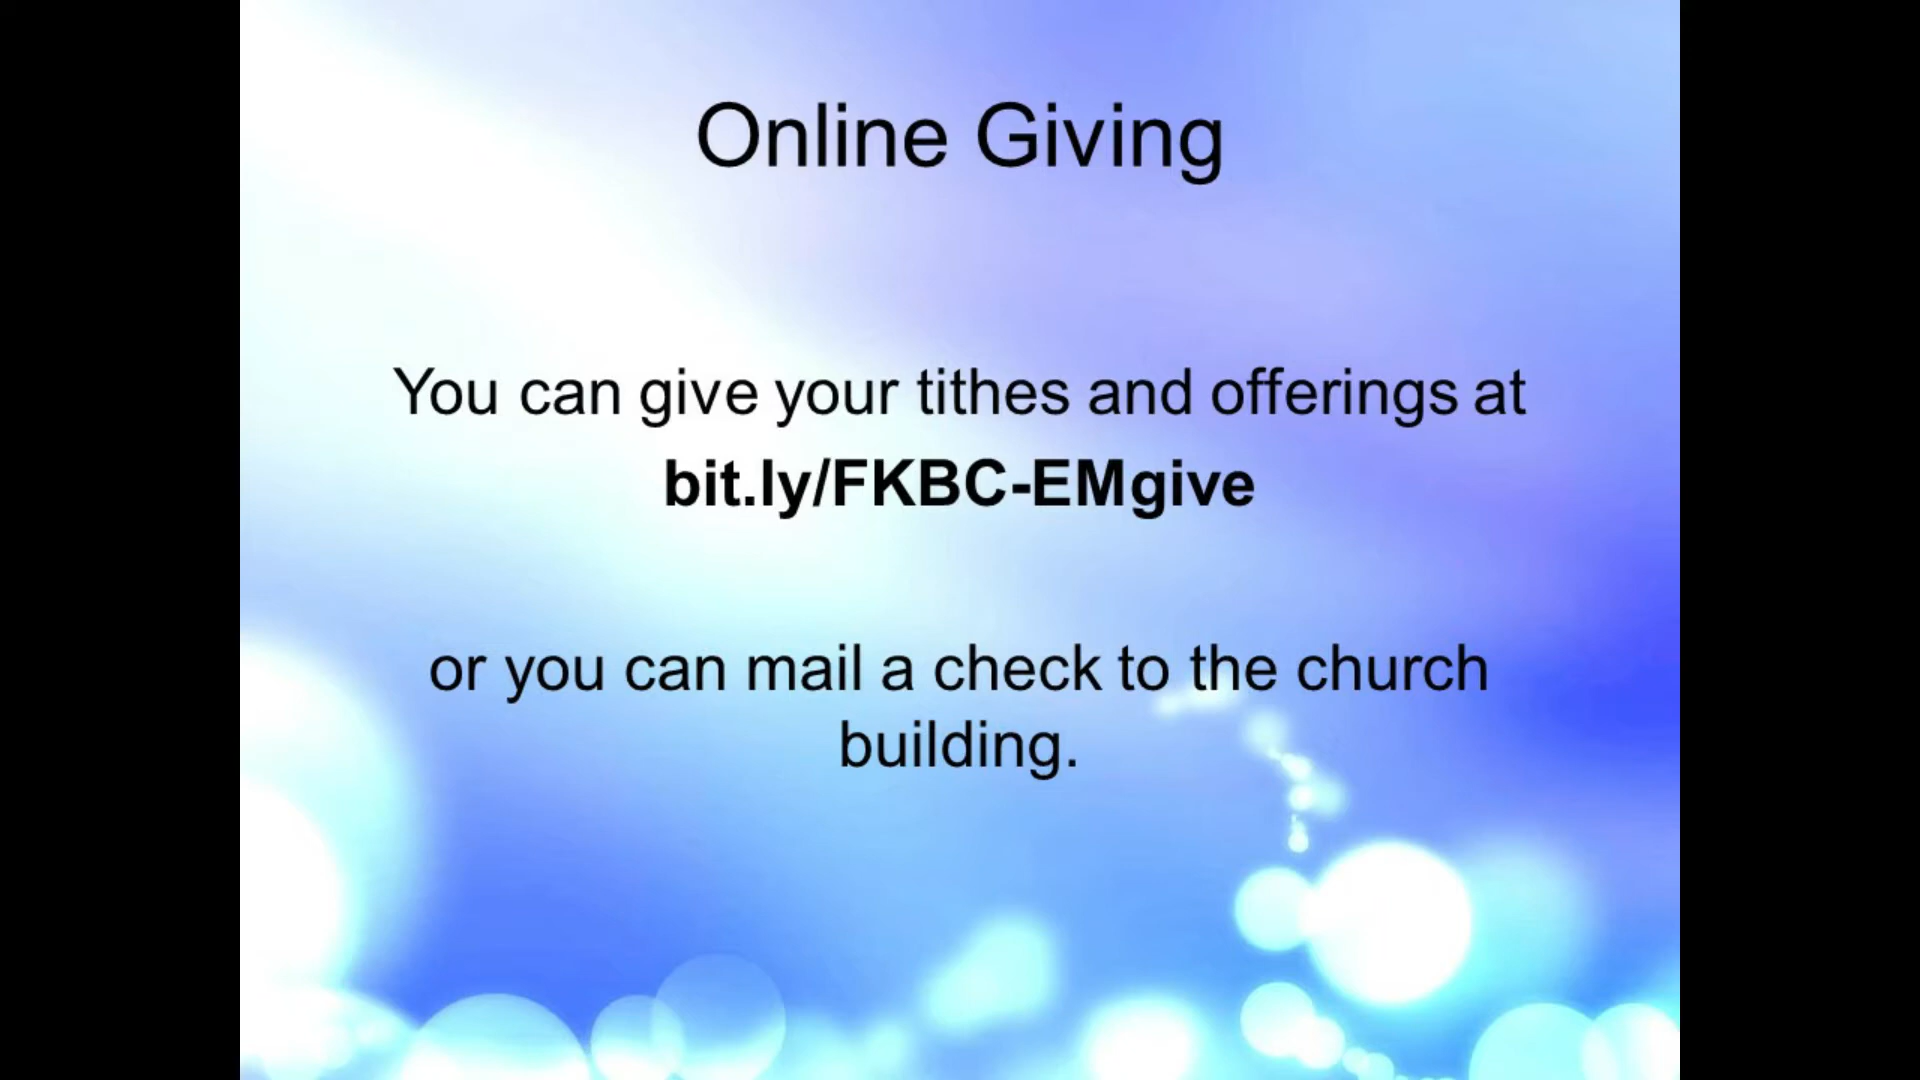 Online Giving
You can give your tithes and offerings at
bit.ly/FKBC-EMgive
or you can mail a check to the church
building.